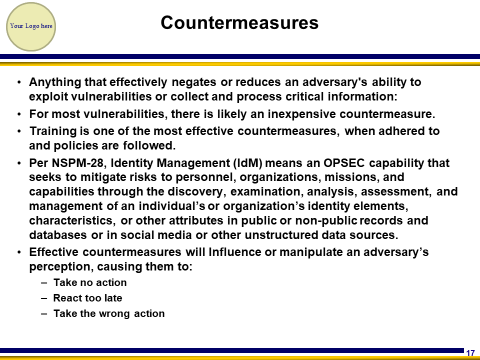 Your Logo here
Countermeasures
• Anything that effectively negates or reduces an adversary's ability to
exploit vulnerabilities or collect and process critical information:
• For most vulnerabilities, there is likely an inexpensive countermeasure.
• Training is one of the most effective countermeasures, when adhered to
and policies are followed.
• Per NSPM-28, Identity Management (IdM) means an OPSEC capability that
seeks to mitigate risks to personnel, organizations, missions, and
capabilities through the discovery, examination, analysis, assessment, and
management of an individual's or organization's identity elements,
characteristics, or other attributes in public or non-public records and
databases or in social media or other unstructured data sources.
• Effective countermeasures will Influence or manipulate an adversary's
perception, causing them to:
– Take no action
– React too late
– Take the wrong action
17